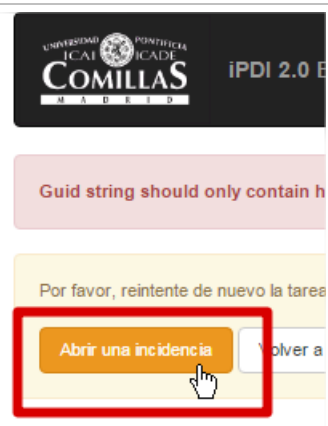 UNIVERSIDAD PONTIFICIA
ICAI ICADE
COMILLAS
MADRID
iPDI 2.0 E
Guid string should only contain h
Por favor, reintente de nuevo la tarea
Abrir una incidencia
Volver a